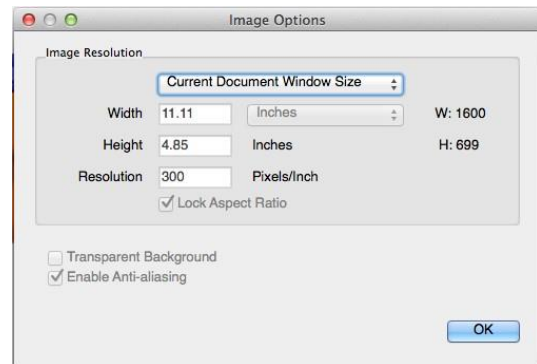 Image Options
Image Resolution
Current Document Window Size
Width 11.11 Inches W: 1600
Height 4.85 Inches H: 699
Resolution 300 Pixels/Inch
Lock Aspect Ratio
Transparent Background
Enable Anti-aliasing
OK